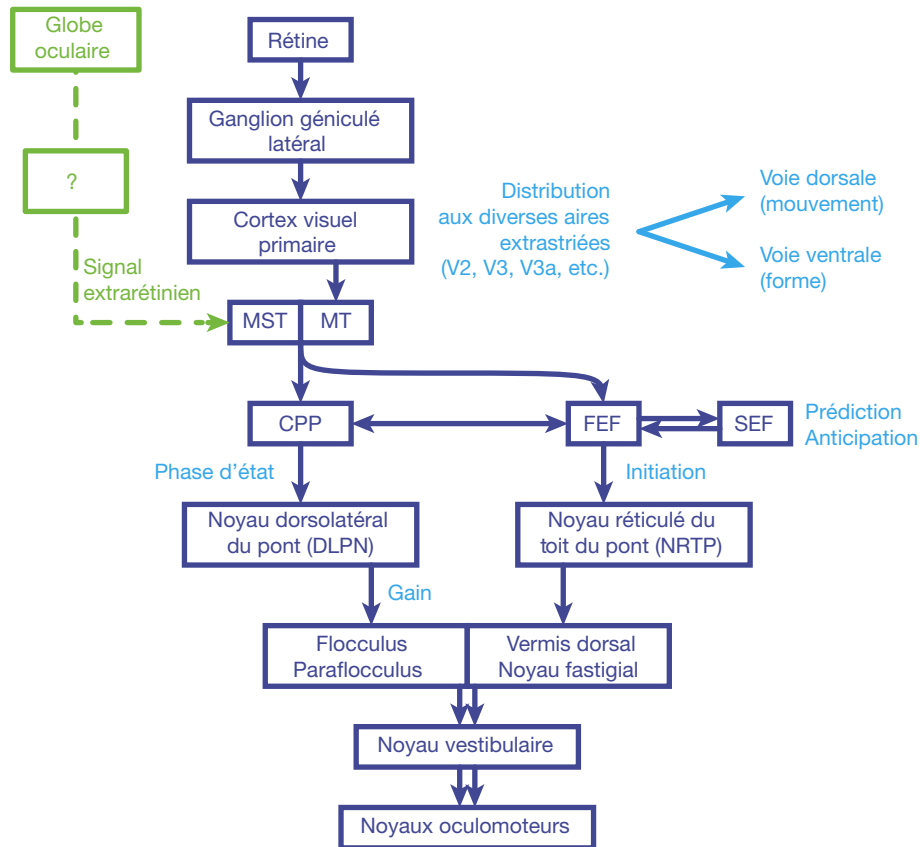 Globe
oculaire
Rétine
Ganglion géniculé
latéral
?
Cortex visuel
primaire
Distribution
aux diverses aires
extrastriées
(V2, V3, V3a, etc.)
Voie dorsale
(mouvement)
Voie ventrale
(forme)
Signal
extrarétinien
MST
MT
CPP
FEF
SEF
Prédiction
Anticipation
Phase d'état
Initiation
Noyau dorsolatéral
du pont (DLPN)
Noyau réticulé du
toit du pont (NRTP)
Gain
Flocculus
Paraflocculus
Vermis dorsal
Noyau fastigial
Noyau vestibulaire
Noyaux oculomoteurs